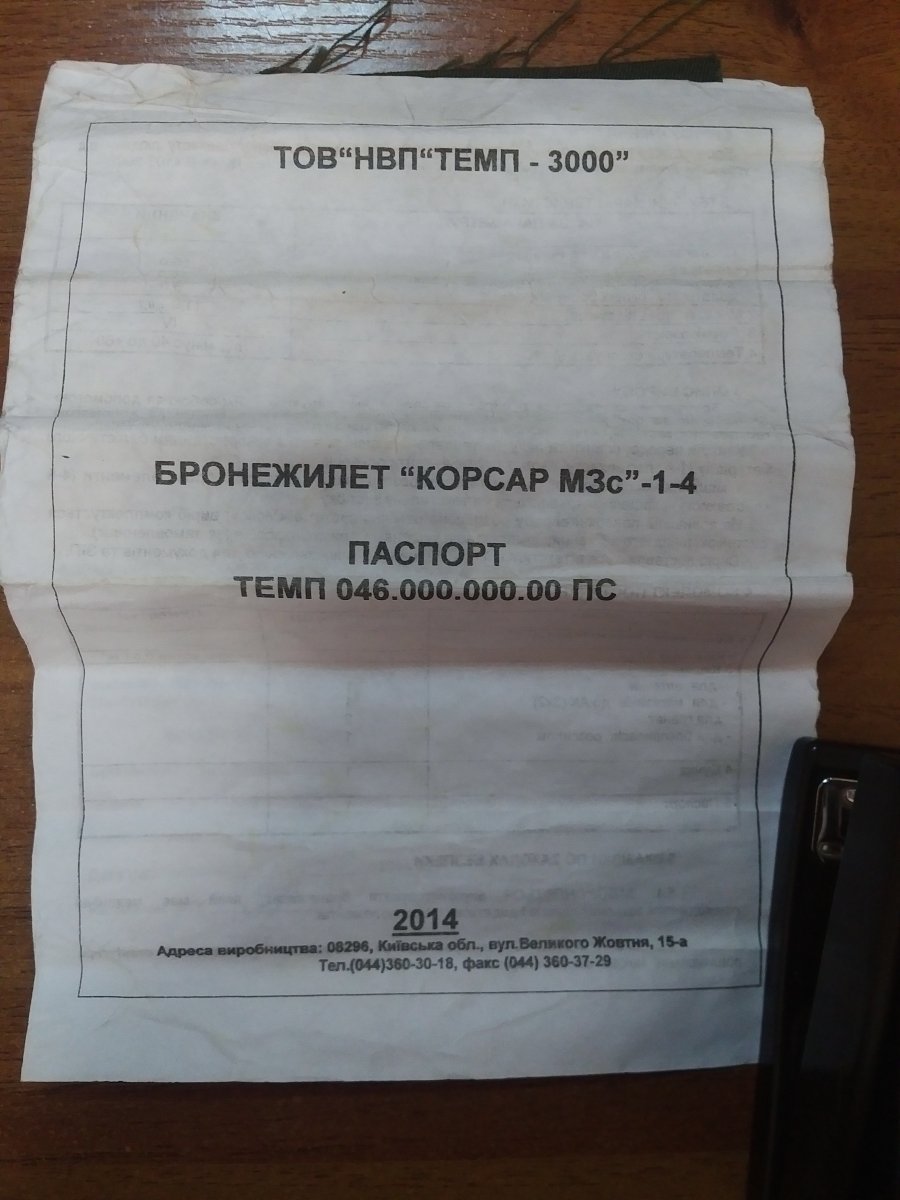 ТОВ“НВП“ТЕМП - 3000”
БРОНЕЖИЛЕТ “КОРСАР МЗс”-1-4
ПАСПОРТ
ТЕМП 046.000.000.00 ПС
2014
Адреса виробництва: 08296, Київська обл., вул.Великого Жовтня, 15-а
Тел.(044)360-30-18, факс (044) 360-37-29